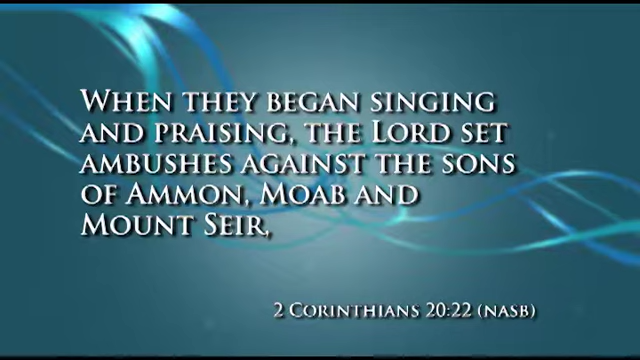 When they began singing
and praising, the Lord set
ambushes against the sons
of Ammon, Moab and
Mount Seir,
2 Corinthians 20:22 (nasb)